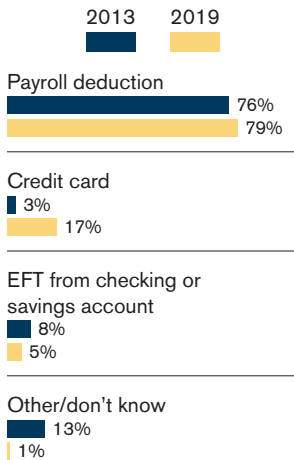 2013 2019
Payroll deduction
76%
79%
Credit card
3%
17%
EFT from checking or
savings account
8%
5%
Other/don’t know
13%
1%